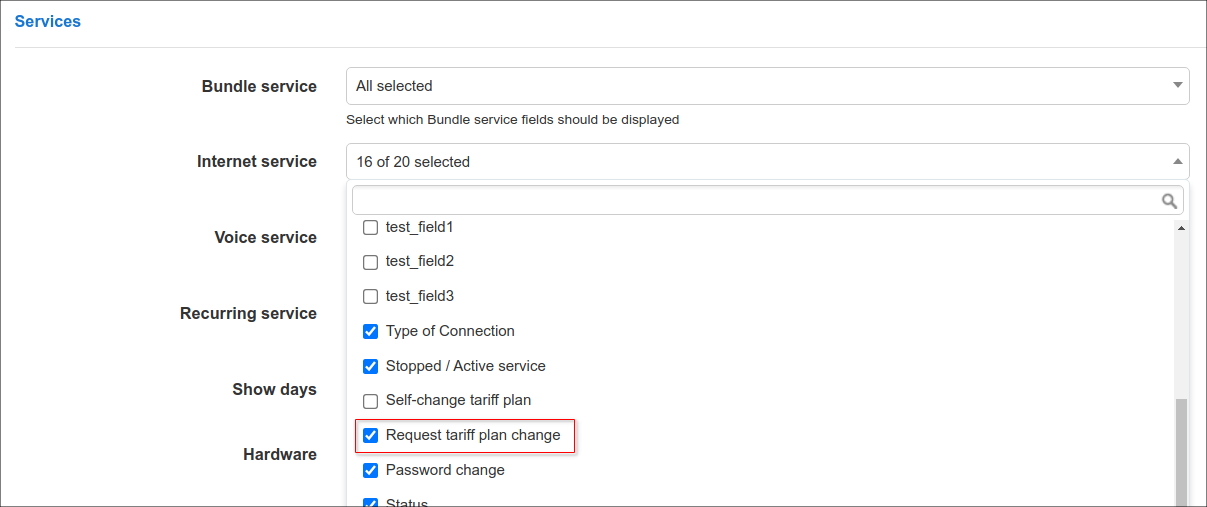 Services
Bundle service
All selected
Select which Bundle service fields should be displayed
Internet service
16 of 20 selected
test_field1
Voice service
test_field2
test_field3
Recurring service
Type of Connection
Stopped / Active service
Show days
Self-change tariff plan
Request tariff plan change
Hardware
Password change
Status